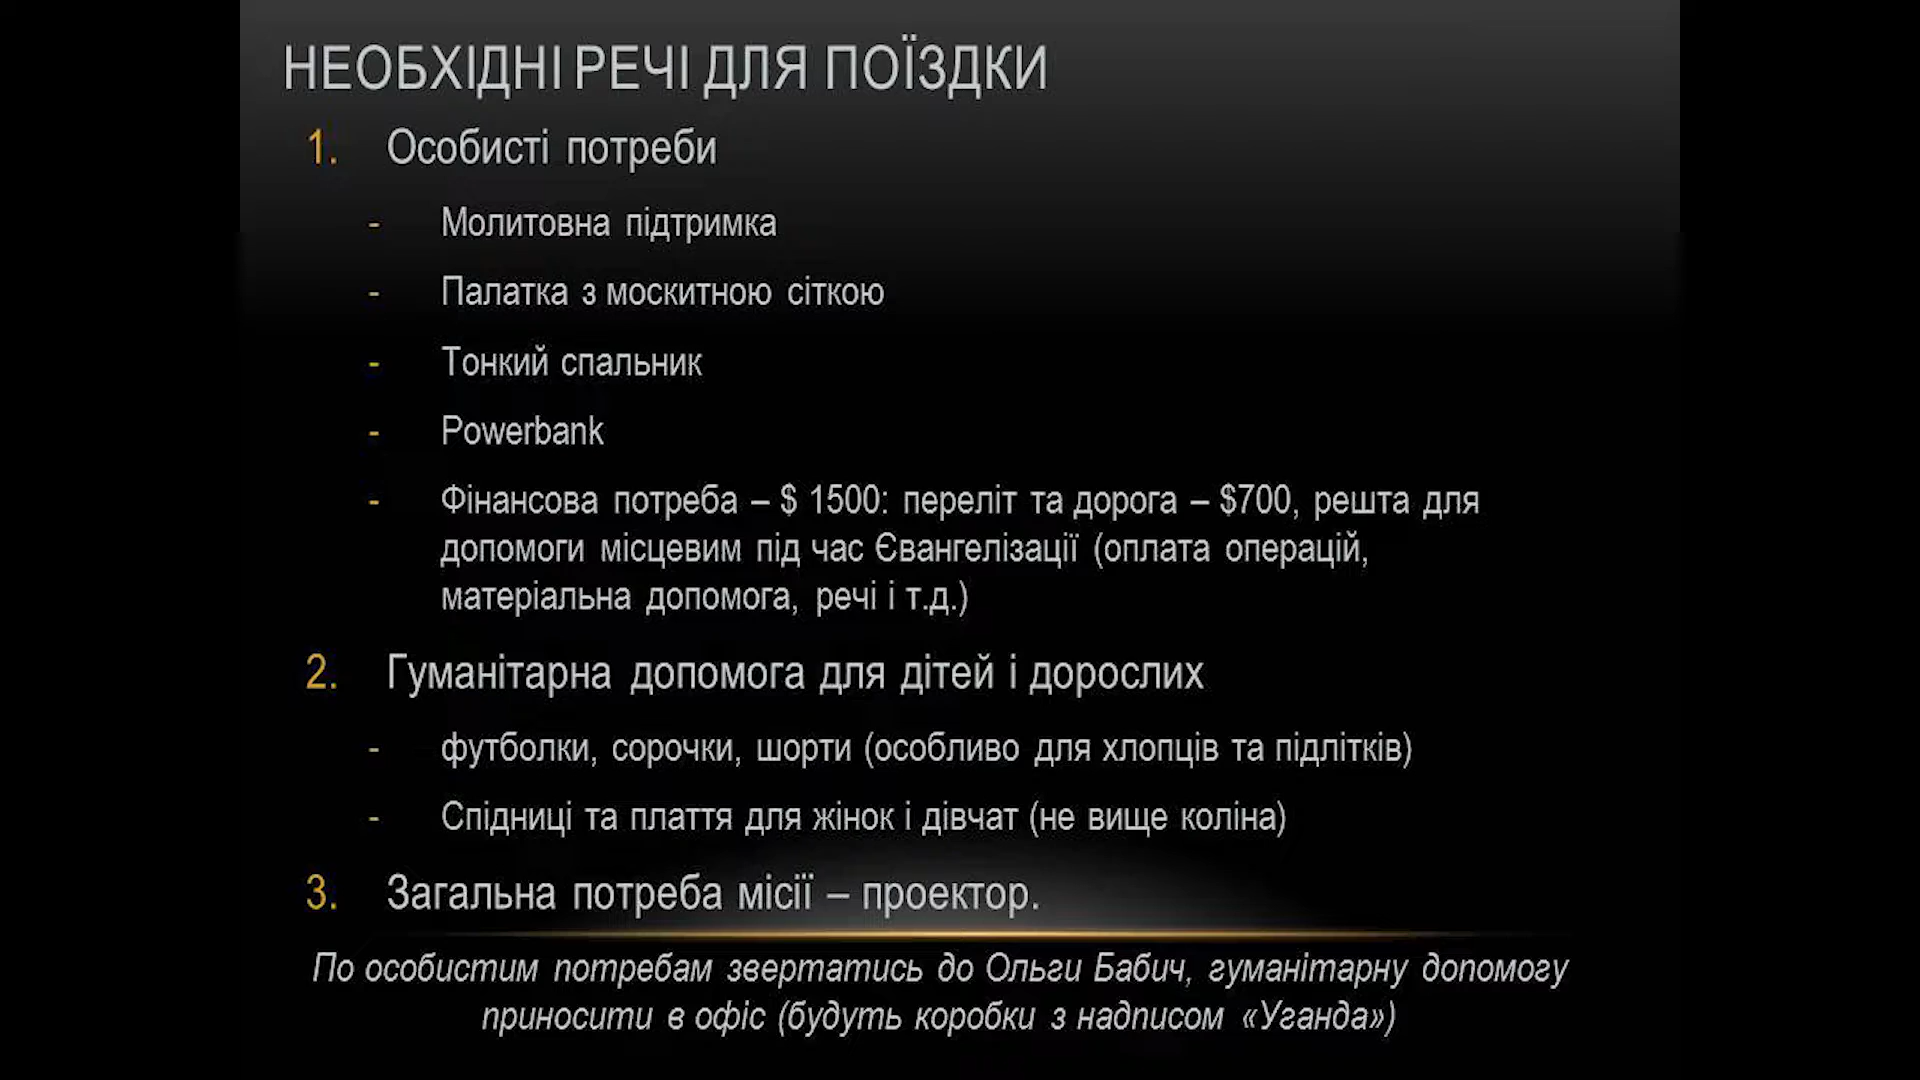 НЕОБХІДНІ РЕЧІ ДЛЯ ПОЇЗДКИ
1. Особисті потреби
- Молитовна підтримка
- Палатка з москитною сіткою
- Тонкий спальник
- Powerbank
- Фінансова потреба – $ 1500: переліт та дорога – $700, решта для
допомоги місцевим під час Євангелізації (оплата операцій,
матеріальна допомога, речі і т.д.)
2. Гуманітарна допомога для дітей і дорослих
- футболки, сорочки, шорти (особливо для хлопців та підлітків)
- Спідниці та плаття для жінок і дівчат (не вище коліна)
3. Загальна потреба місії – проектор.
По особистим потребам звертатись до Ольги Бабич, гуманітарну допомогу
приносити в офіс (будуть коробки з надписом «Уганда»)